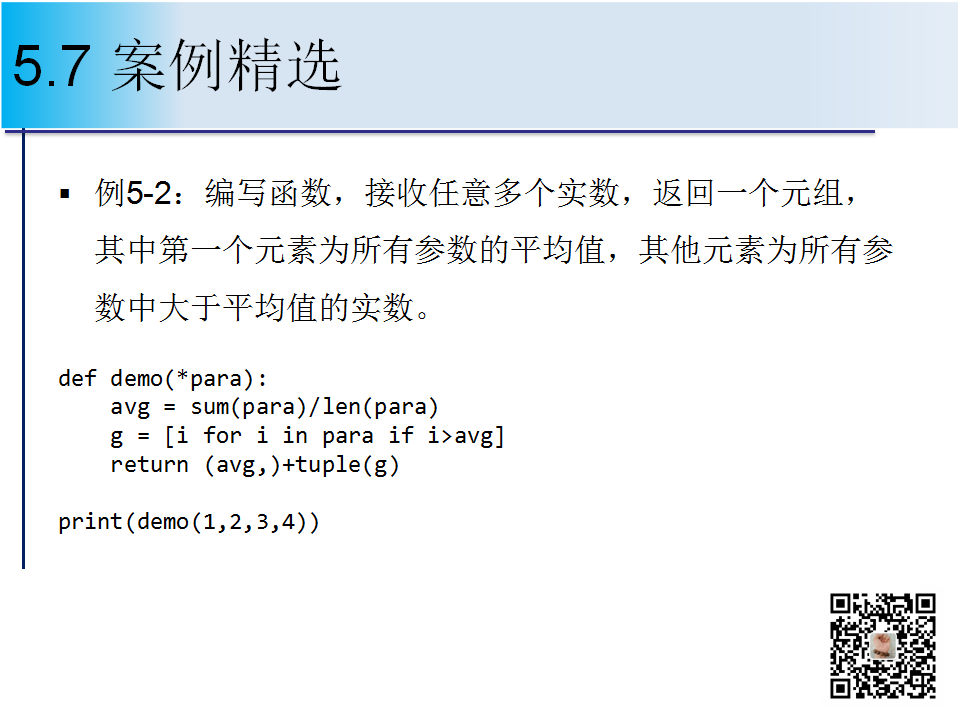 5.7 案例精选
▪ 例5-2：编写函数，接收任意多个实数，返回一个元组，
其中第一个元素为所有参数的平均值，其他元素为所有参
数中大于平均值的实数。
def demo(*para):
    avg = sum(para)/len(para)
    g = [i for i in para if i>avg]
    return (avg,)+tuple(g)
print(demo(1,2,3,4))